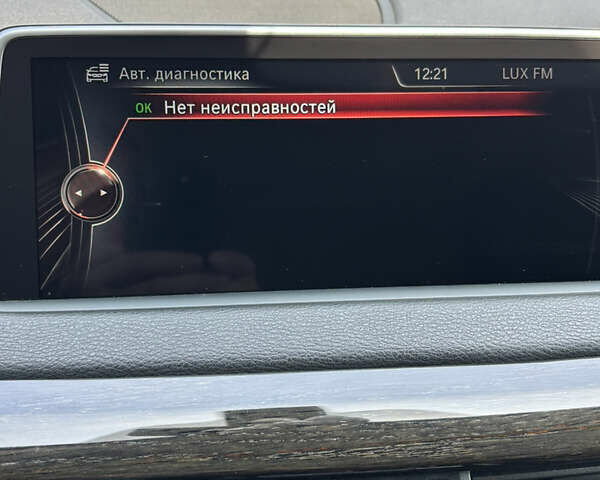 Авт. диагностика 12:21 LUX FM
OK Нет неисправностей